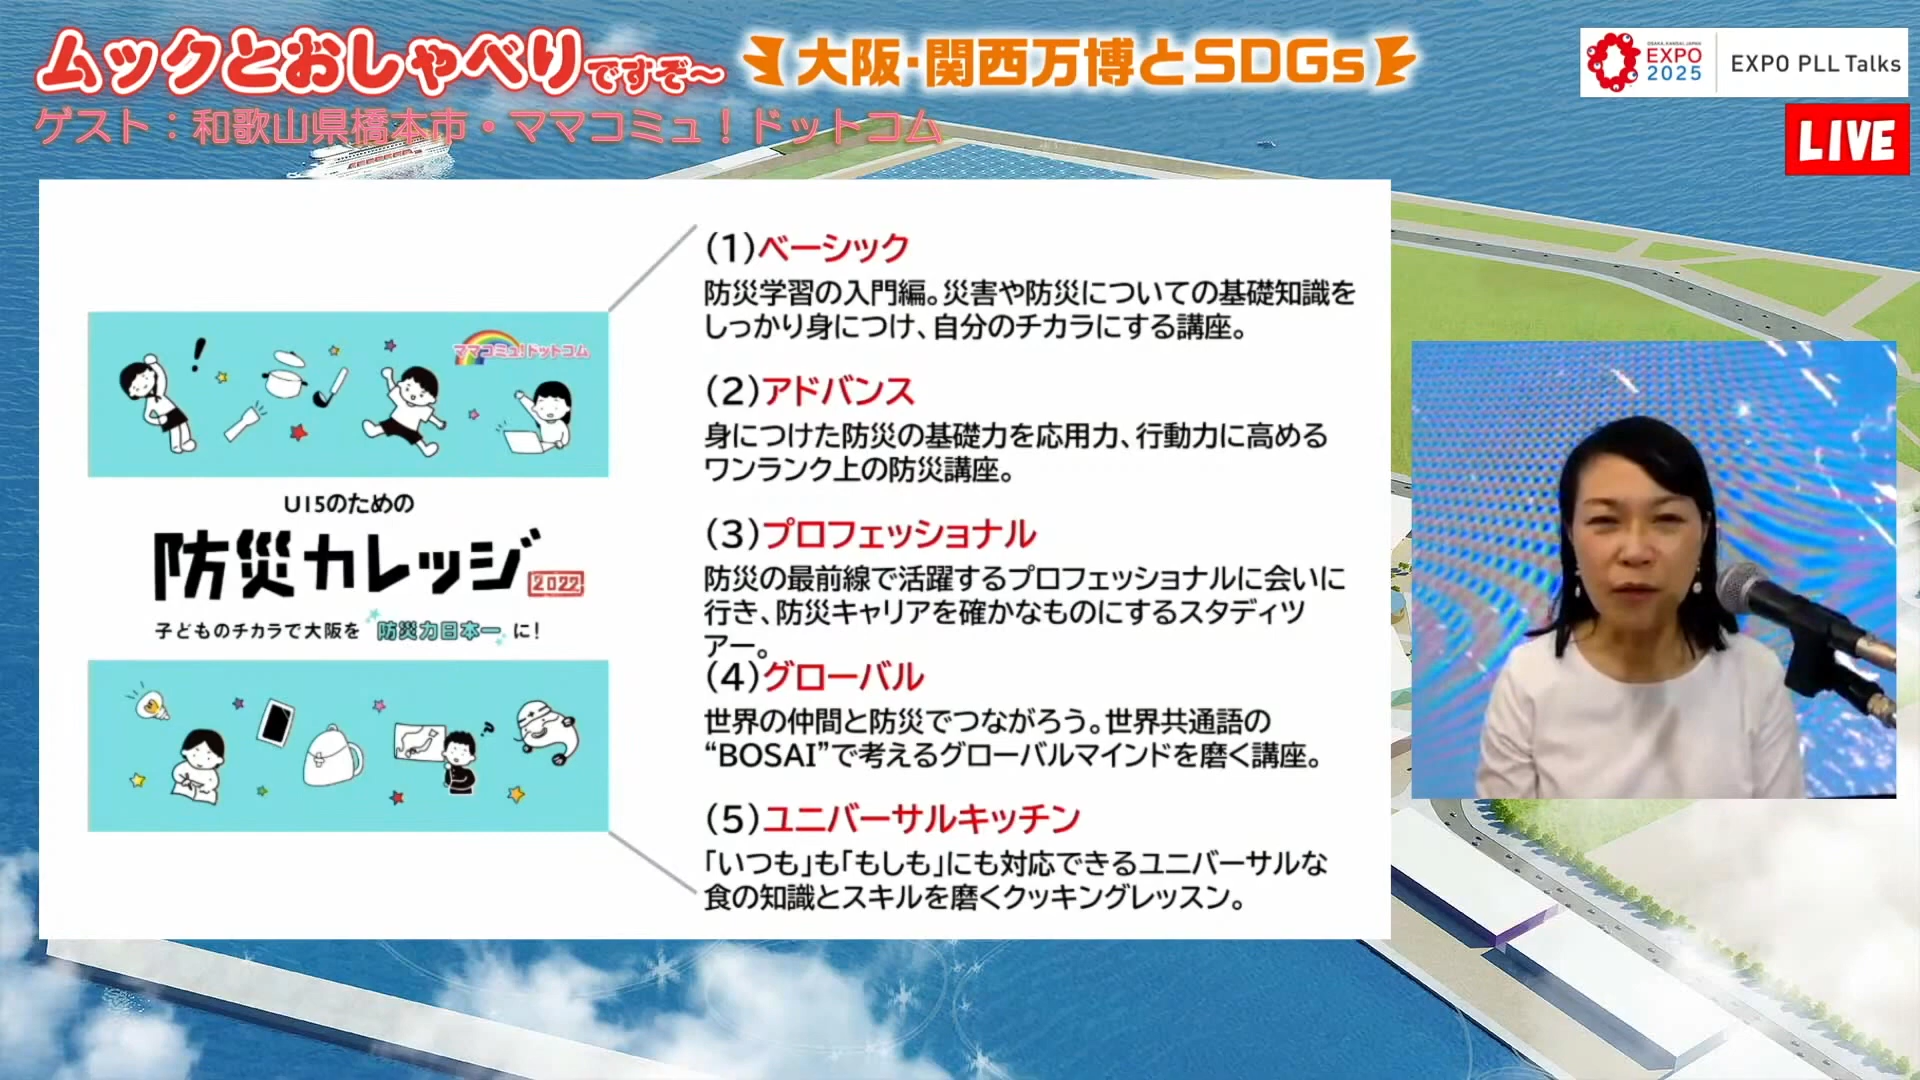 ムックとおしゃべりですぞ〜
大阪・関西万博とSDGs
ゲスト：和歌山県橋本市・ママコミュ！ドットコム
OSAKA, KANSAI, JAPAN
EXPO
2025
EXPO PLL Talks
LIVE
ママコミュ!ドットコム
U15のための
防災カレッジ
2022
子どものチカラで大阪を 防災力日本一 に!
(1)ベーシック
防災学習の入門編。災害や防災についての基礎知識を
しっかり身につけ、自分のチカラにする講座。
(2)アドバンス
身につけた防災の基礎力を応用力、行動力に高める
ワンランク上の防災講座。
(3)プロフェッショナル
防災の最前線で活躍するプロフェッショナルに会いに
行き、防災キャリアを確かなものにするスタディツ
アー。
(4)グローバル
世界の仲間と防災でつながろう。世界共通語の
“BOSAI”で考えるグローバルマインドを磨く講座。
(5)ユニバーサルキッチン
「いつも」も「もしも」にも対応できるユニバーサルな
食の知識とスキルを磨くクッキングレッスン。